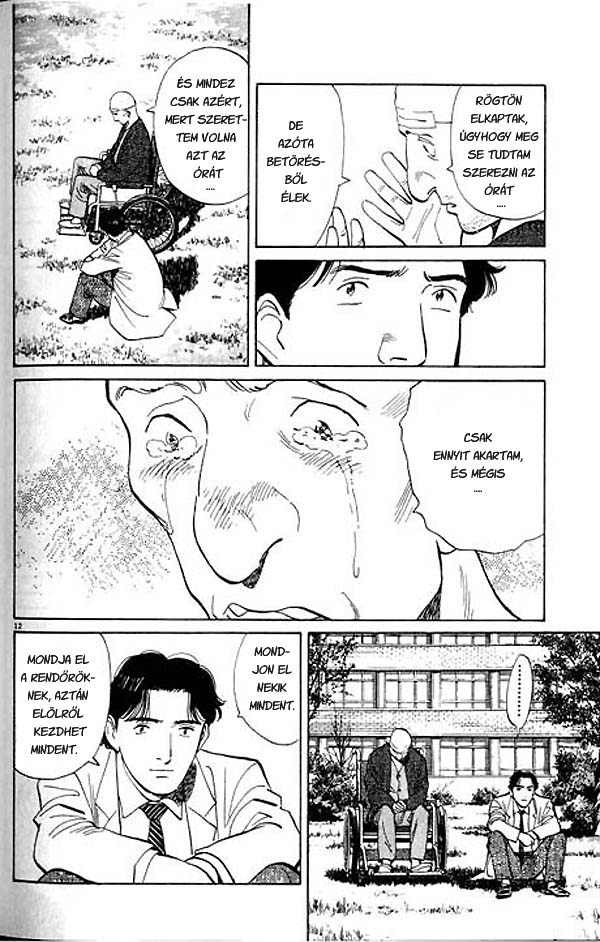 RÖGTÖN
ELKAPTAK,
ÚGYHOGY MEG
SE TUDTAM
SZEREZNI AZ
ÓRÁT
....
DE
AZÓTA
BETÖRÉS-
BŐL
ÉLEK.
ÉS MINDEZ
CSAK AZÉRT,
MERT SZERET-
TEM VOLNA
AZT AZ
ÓRÁT
....
CSAK
ENNYIT AKARTAM,
ÉS MÉGIS
....
12
MOND-
JON EL
NEKIK
MINDENT.
MONDJA EL
A RENDŐRÖK-
NEK, AZTÁN
ELÖLRŐL
KEZDHET
MINDENT.